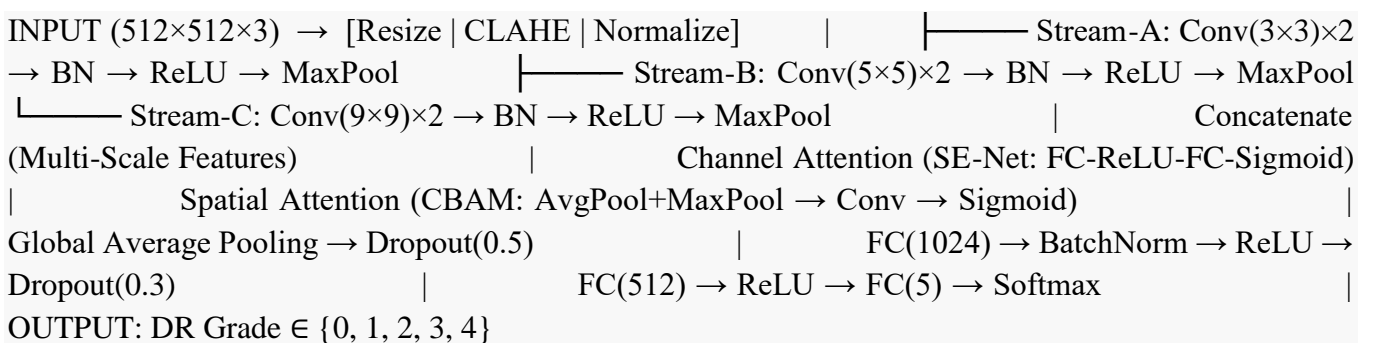 INPUT (512×512×3) → [Resize | CLAHE | Normalize] | ├────── Stream-A: Conv(3×3)×2
→ BN → ReLU → MaxPool ├────── Stream-B: Conv(5×5)×2 → BN → ReLU → MaxPool
└────── Stream-C: Conv(9×9)×2 → BN → ReLU → MaxPool | Concatenate
(Multi-Scale Features) | Channel Attention (SE-Net: FC-ReLU-FC-Sigmoid)
| Spatial Attention (CBAM: AvgPool+MaxPool → Conv → Sigmoid) |
Global Average Pooling → Dropout(0.5) | FC(1024) → BatchNorm → ReLU →
Dropout(0.3) | FC(512) → ReLU → FC(5) → Softmax |
OUTPUT: DR Grade ∈ {0, 1, 2, 3, 4}